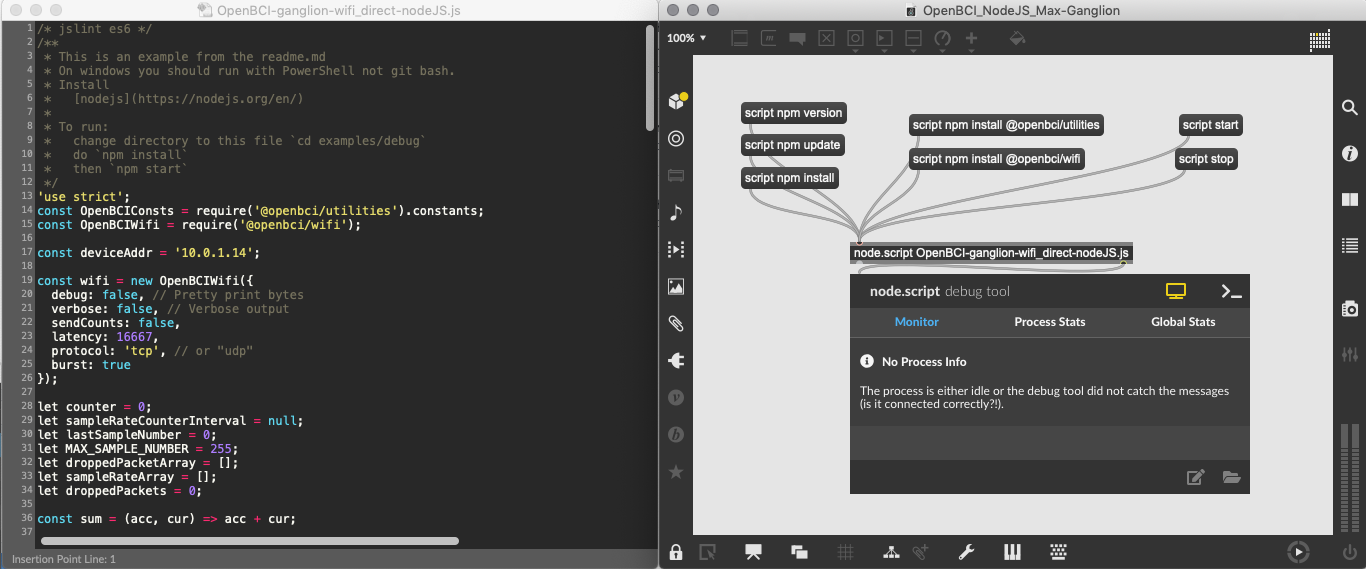 OpenBCI-ganglion-wifi_direct-nodeJS.js
1 /* jslint es6 */
2 /**
3 * This is an example from the readme.md
4 * On windows you should run with PowerShell not git bash.
5 * Install
6 * [nodejs](https://nodejs.org/en/)
7 *
8 * To run:
9 * change directory to this file `cd examples/debug`
10 * do `npm install`
11 * then `npm start`
12 */
13 'use strict';
14 const OpenBCIConsts = require('@openbci/utilities').constants;
15 const OpenBCIWifi = require('@openbci/wifi');
16
17 const deviceAddr = '10.0.1.14';
18
19 const wifi = new OpenBCIWifi({
20 debug: false, // Pretty print bytes
21 verbose: false, // Verbose output
22 sendCounts: false,
23 latency: 16667,
24 protocol: 'tcp', // or "udp"
25 burst: true
26 });
27
28 let counter = 0;
29 let sampleRateCounterInterval = null;
30 let lastSampleNumber = 0;
31 let MAX_SAMPLE_NUMBER = 255;
32 let droppedPacketArray = [];
33 let sampleRateArray = [];
34 let droppedPackets = 0;
35
36 const sum = (acc, cur) => acc + cur;
37
Insertion Point Line: 1
OpenBCI_NodeJS_Max-Ganglion
100%
script npm version
script npm update
script npm install
script npm install @openbci/utilities
script npm install @openbci/wifi
script start
script stop
node.script OpenBCI-ganglion-wifi_direct-nodeJS.js
node.script debug tool
Monitor Process Stats Global Stats
No Process Info
The process is either idle or the debug tool did not catch the messages
(is it connected correctly?!).